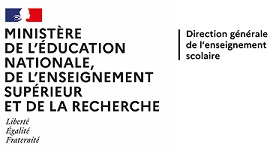 MINISTÈRE
DE L'ÉDUCATION
NATIONALE,
DE L'ENSEIGNEMENT
SUPÉRIEUR
ET DE LA RECHERCHE
Liberté
Égalité
Fraternité
Direction générale
de l'enseignement
scolaire